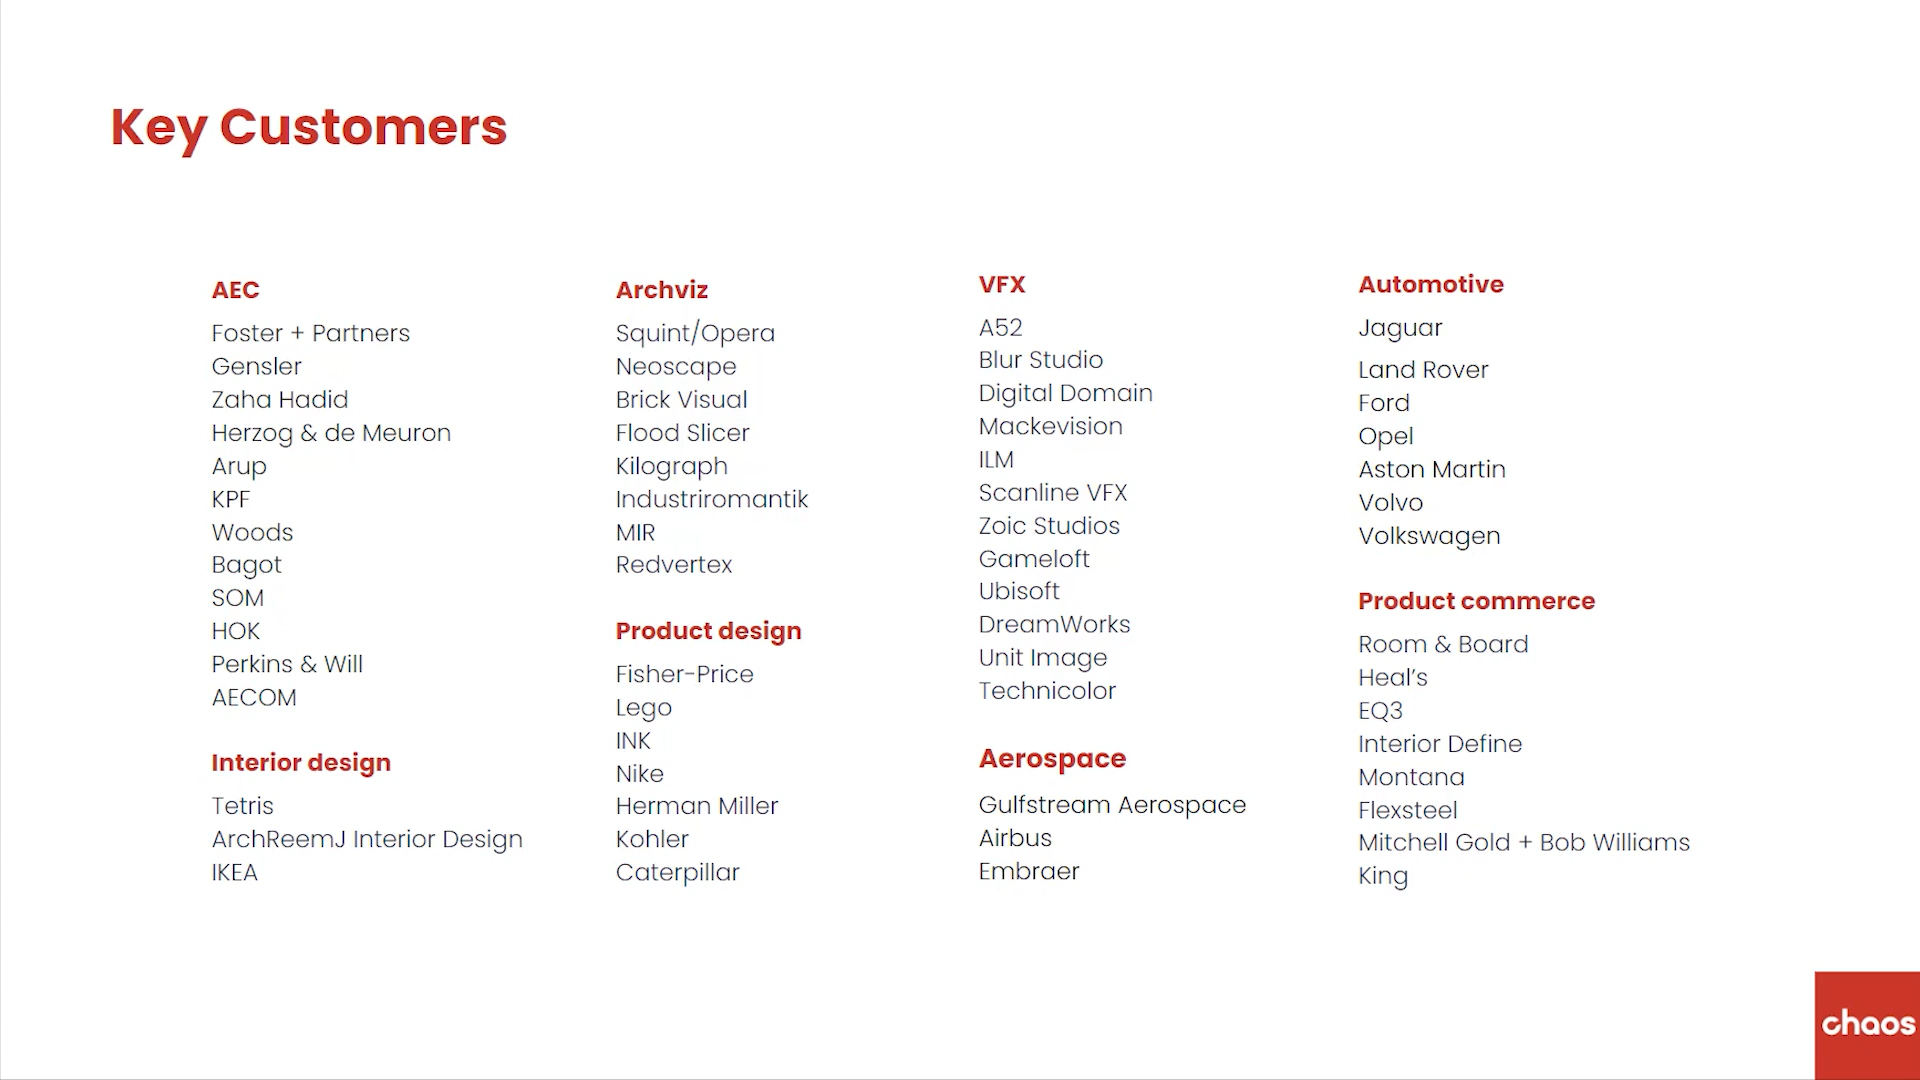 Key Customers
AEC
Foster + Partners
Gensler
Zaha Hadid
Herzog & de Meuron
Arup
KPF
Woods
Bagot
SOM
HOK
Perkins & Will
AECOM
Interior design
Tetris
ArchReemJ Interior Design
IKEA
Archviz
Squint/Opera
Neoscape
Brick Visual
Flood Slicer
Kilograph
Industriromantik
MIR
Redvertex
Product design
Fisher-Price
Lego
INK
Nike
Herman Miller
Kohler
Caterpillar
VFX
A52
Blur Studio
Digital Domain
Mackevision
ILM
Scanline VFX
Zoic Studios
Gameloft
Ubisoft
DreamWorks
Unit Image
Technicolor
Aerospace
Gulfstream Aerospace
Airbus
Embraer
Automotive
Jaguar
Land Rover
Ford
Opel
Aston Martin
Volvo
Volkswagen
Product commerce
Room & Board
Heal’s
EQ3
Interior Define
Montana
Flexsteel
Mitchell Gold + Bob Williams
King
chaos